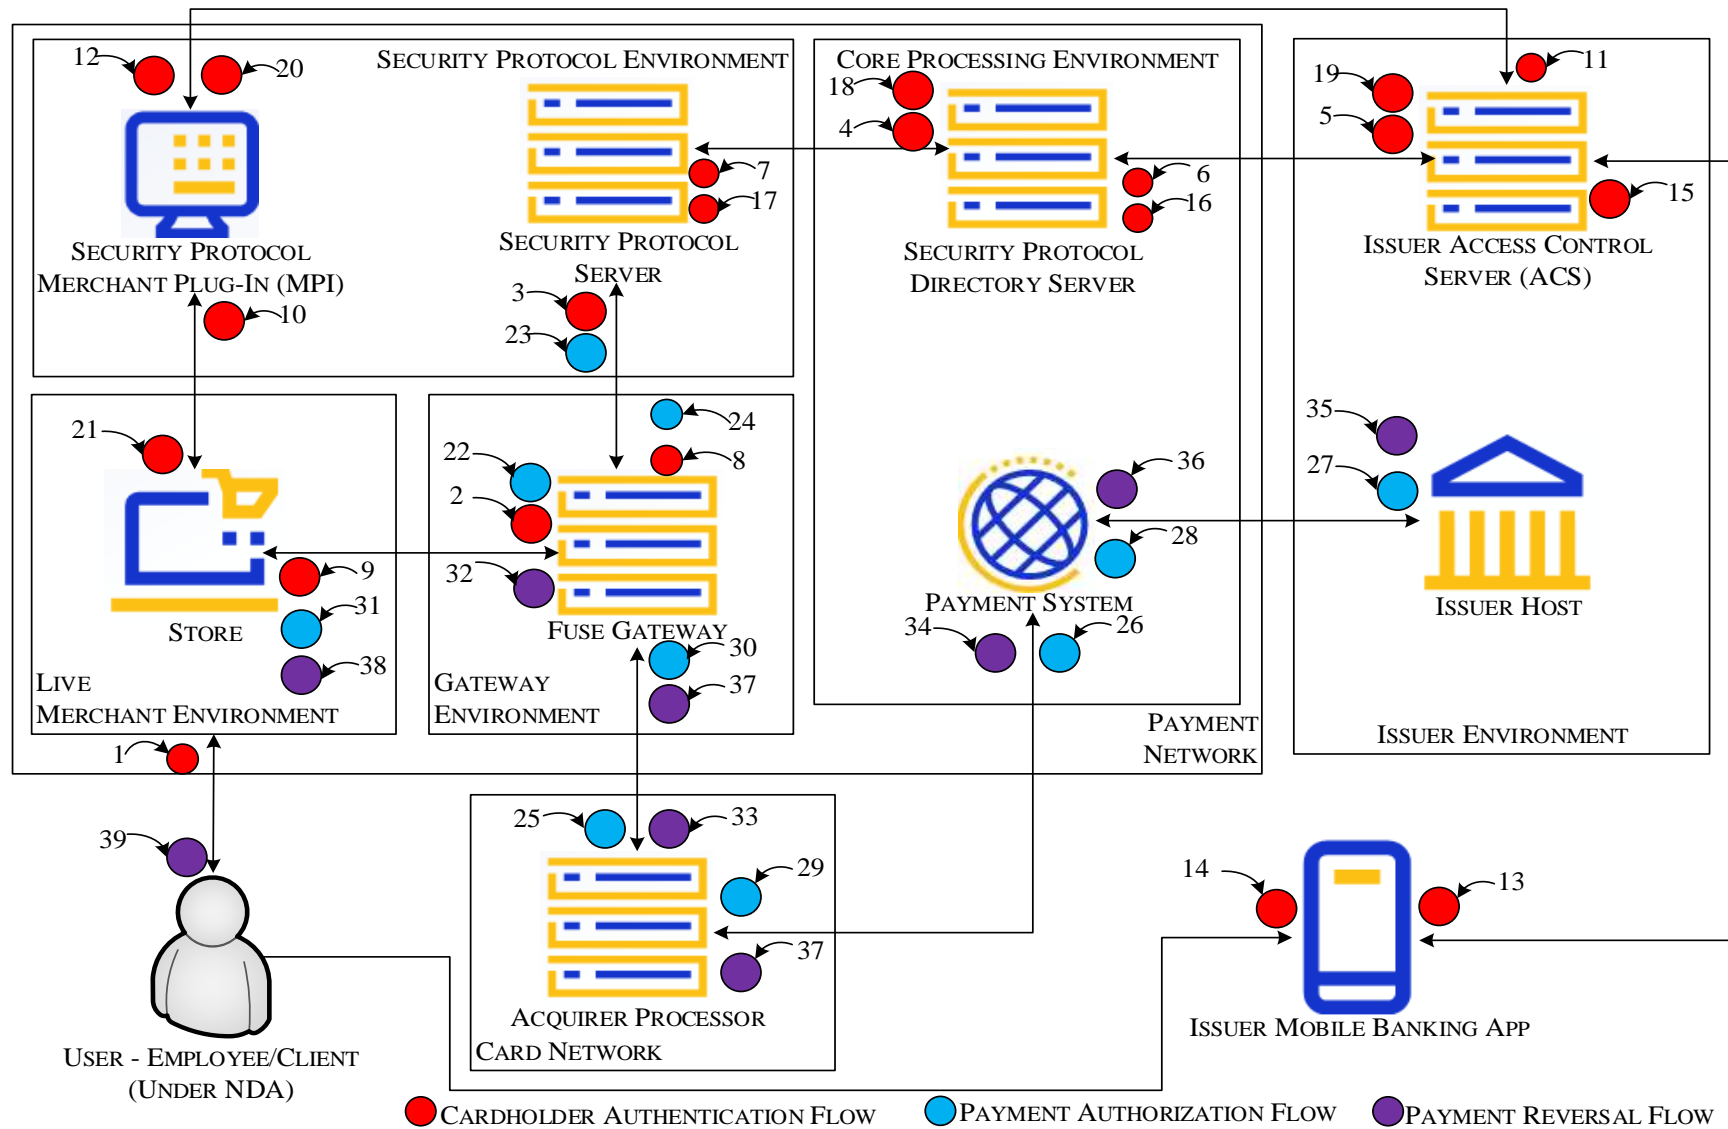 12
20
SECURITY PROTOCOL ENVIRONMENT
CORE PROCESSING ENVIRONMENT
18
4
19
5
11
7
17
6
16
15
SECURITY PROTOCOL
MERCHANT PLUG-IN (MPI)
SECURITY PROTOCOL
SERVER
SECURITY PROTOCOL
DIRECTORY SERVER
ISSUER ACCESS CONTROL
SERVER (ACS)
10
3
23
21
22
2
32
24
8
36
28
35
27
9
31
38
STORE
FUSE GATEWAY
PAYMENT SYSTEM
ISSUER HOST
34
26
30
37
LIVE
MERCHANT ENVIRONMENT
GATEWAY
ENVIRONMENT
PAYMENT
NETWORK
ISSUER ENVIRONMENT
1
39
25
33
29
37
14
13
ACQUIRER PROCESSOR
CARD NETWORK
ISSUER MOBILE BANKING APP
USER - EMPLOYEE/CLIENT
(UNDER NDA)
CARDHOLDER AUTHENTICATION FLOW
PAYMENT AUTHORIZATION FLOW
PAYMENT REVERSAL FLOW